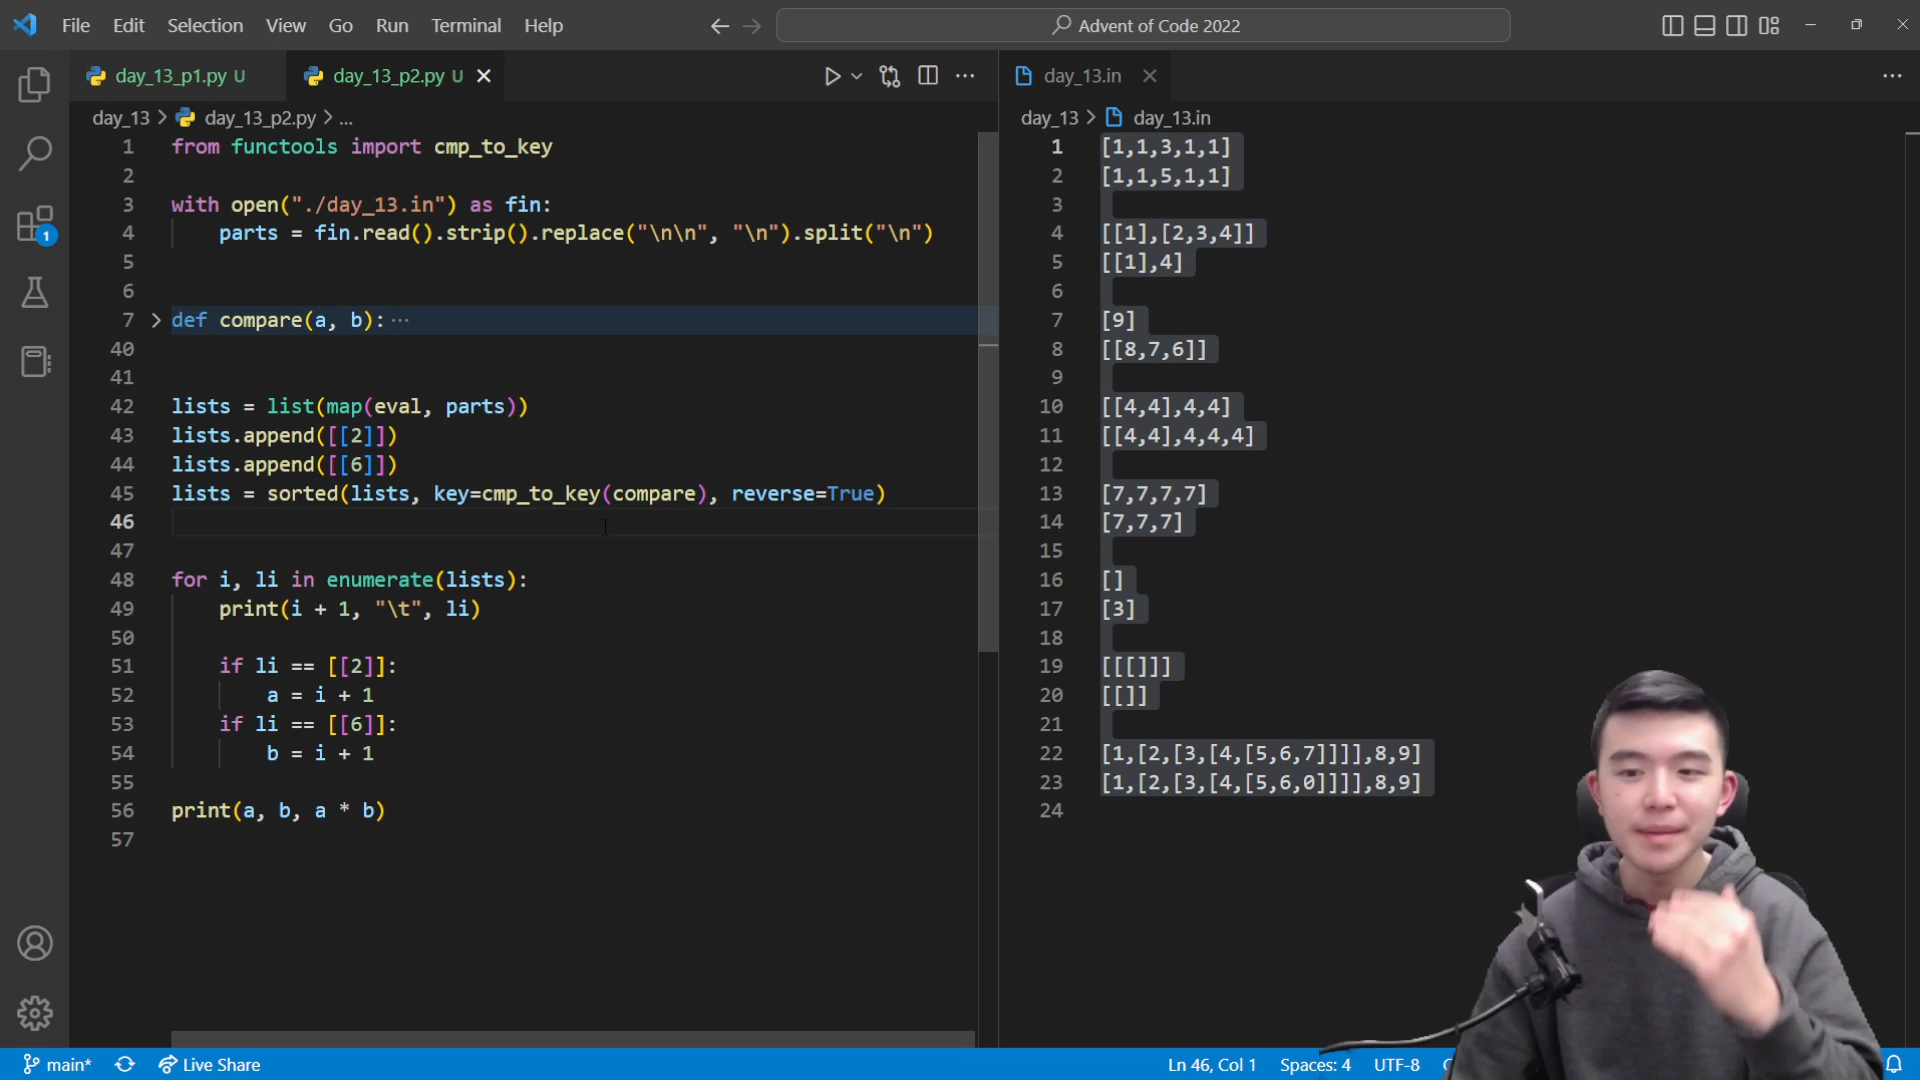 File Edit Selection View Go Run Terminal Help
Advent of Code 2022
day_13_p1.py U
day_13_p2.py U
day_13 > day_13_p2.py > ...
1 from functools import cmp_to_key
2
3 with open("./day_13.in") as fin:
4 parts = fin.read().strip().replace("\n\n", "\n").split("\n")
5
6
7 def compare(a, b): ...
40
41
42 lists = list(map(eval, parts))
43 lists.append([[2]])
44 lists.append([[6]])
45 lists = sorted(lists, key=cmp_to_key(compare), reverse=True)
46
47
48 for i, li in enumerate(lists):
49 print(i + 1, "\t", li)
50
51 if li == [[2]]:
52 a = i + 1
53 if li == [[6]]:
54 b = i + 1
55
56 print(a, b, a * b)
57
day_13.in
day_13 > day_13.in
1 [1,1,3,1,1]
2 [1,1,5,1,1]
3
4 [[1],[2,3,4]]
5 [[1],4]
6
7 [9]
8 [[8,7,6]]
9
10 [[4,4],4,4]
11 [[4,4],4,4,4]
12
13 [7,7,7,7]
14 [7,7,7]
15
16 []
17 [3]
18
19 [[[]]]
20 [[]]
21
22 [1,[2,[3,[4,[5,6,7]]]],8,9]
23 [1,[2,[3,[4,[5,6,0]]]],8,9]
24
1
main* Live Share
Ln 46, Col 1 Spaces: 4 UTF-8